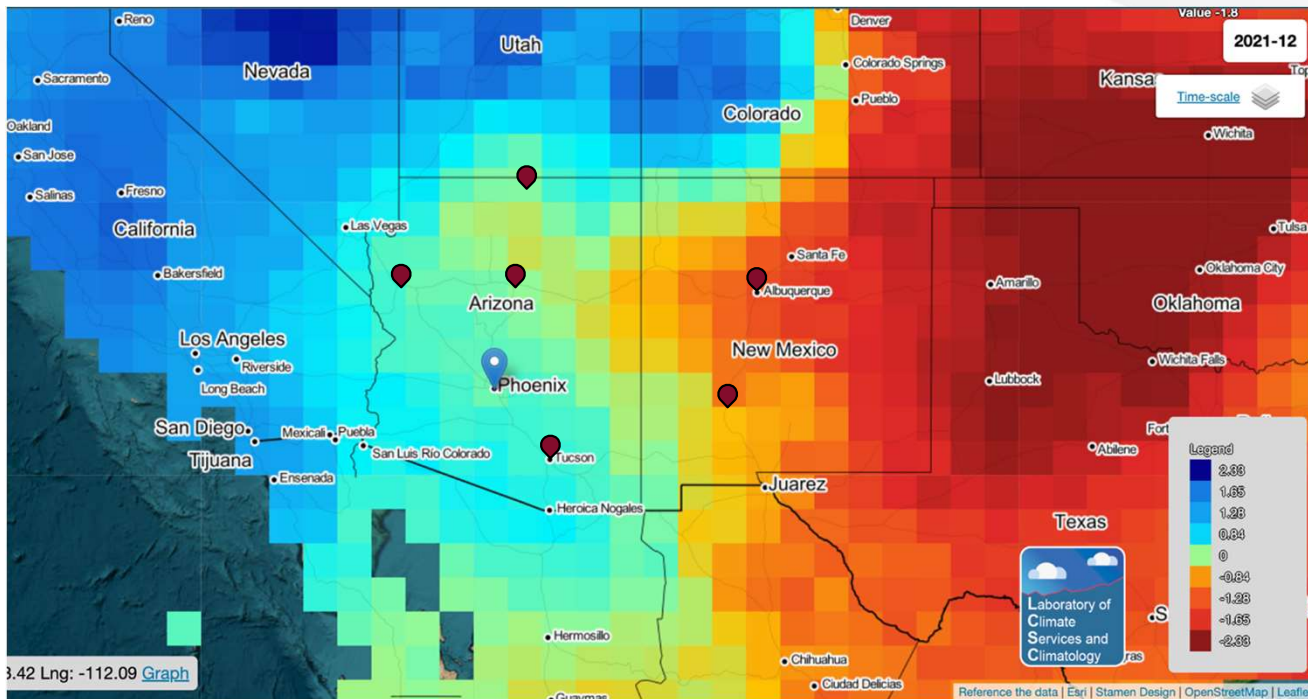 Value -1.8
Reno
Denver
2021-12
Utah
Nevada
Colorado Springs
Sacramento
Kansas
Time-scale
Pueblo
Colorado
Oakland
Wichita
San Jose
Salinas
Fresno
Las Vegas
California
Tulsa
Santa Fe
Bakersfield
Oklahoma City
Amarillo
Albuquerque
Arizona
Oklahoma
Los Angeles
New Mexico
Riverside
Wichita Falls
Long Beach
Phoenix
Lubbock
San Diego
Mexicali
Puebla
San Luis Río Colorado
Tucson
Abilene
Legend
Tijuana
Ensenada
Juarez
2.33
1.65
1.28
0.84
0
-0.84
-1.28
-1.65
-2.33
Heroica Nogales
Texas
Laboratory of
Climate
Services and
Climatology
Hermosillo
Chihuahua
3.42 Lng: -112.09 Graph
Ciudad Delicias
Guaymas
Reference the data | Esri | Stamen Design | OpenStreetMap | Leafle